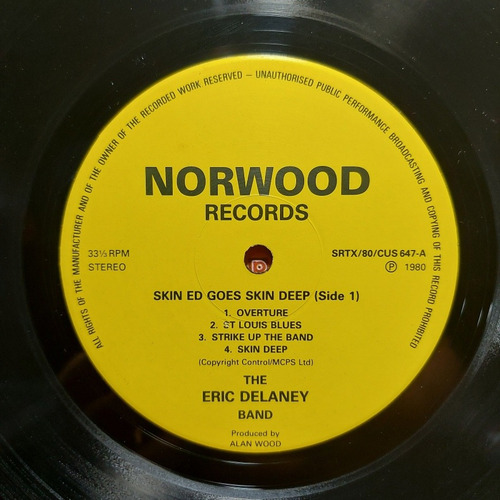 ALL RIGHTS OF THE MANUFACTURER AND OF THE OWNER OF THE RECORDED WORK RESERVED – UNAUTHORISED PUBLIC PERFORMANCE BROADCASTING AND COPYING OF THIS RECORD PROHIBITED
NORWOOD
RECORDS
33⅓ RPM
STEREO
SRTX/80/CUS 647-A
Ⓟ 1980
SKIN ED GOES SKIN DEEP (Side 1)
1. OVERTURE
2. ST LOUIS BLUES
3. STRIKE UP THE BAND
4. SKIN DEEP
(Copyright Control/MCPS Ltd)
THE
ERIC DELANEY
BAND
Produced by
ALAN WOOD